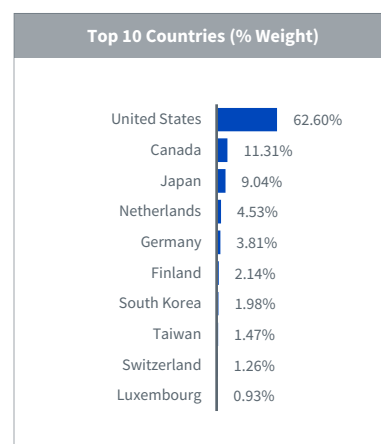 Top 10 Countries (% Weight)
United States 62.60%
Canada 11.31%
Japan 9.04%
Netherlands 4.53%
Germany 3.81%
Finland 2.14%
South Korea 1.98%
Taiwan 1.47%
Switzerland 1.26%
Luxembourg 0.93%